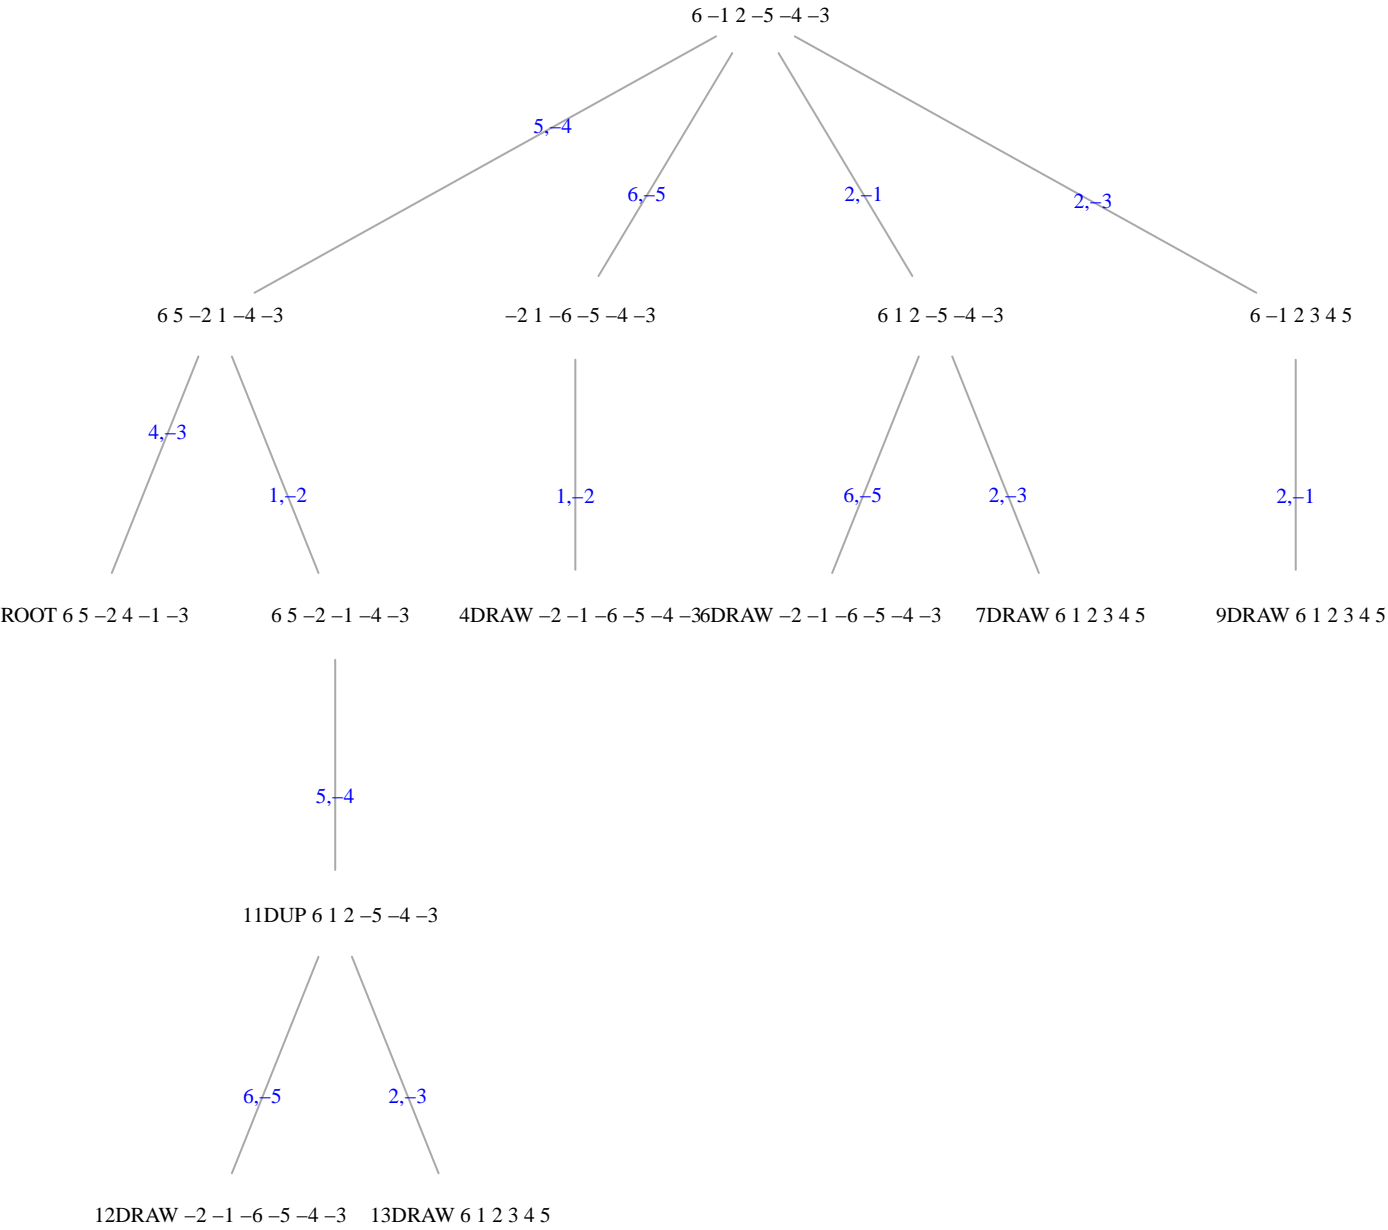 6 –1 2 –5 –4 –3
5,–4
6,–5
2,–1
2,–3
6 5 –2 1 –4 –3
–2 1 –6 –5 –4 –3
6 1 2 –5 –4 –3
6 –1 2 3 4 5
4,–3
1,–2
1,–2
6,–5
2,–3
2,–1
ROOT 6 5 –2 4 –1 –3
6 5 –2 –1 –4 –3
4DRAW –2 –1 –6 –5 –4 –3
6DRAW –2 –1 –6 –5 –4 –3
7DRAW 6 1 2 3 4 5
9DRAW 6 1 2 3 4 5
5,–4
11DUP 6 1 2 –5 –4 –3
6,–5
2,–3
12DRAW –2 –1 –6 –5 –4 –3
13DRAW 6 1 2 3 4 5